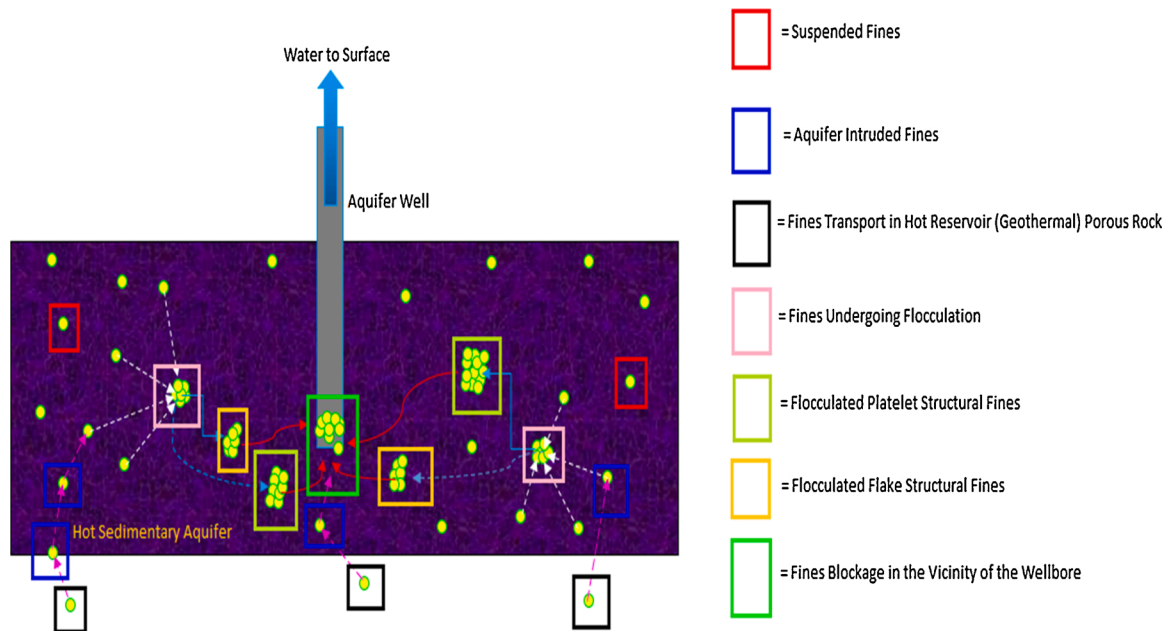 Water to Surface
Aquifer Well
Hot Sedimentary Aquifer
= Suspended Fines
= Aquifer Intruded Fines
= Fines Transport in Hot Reservoir (Geothermal) Porous Rock
= Fines Undergoing Flocculation
= Flocculated Platelet Structural Fines
= Flocculated Flake Structural Fines
= Fines Blockage in the Vicinity of the Wellbore